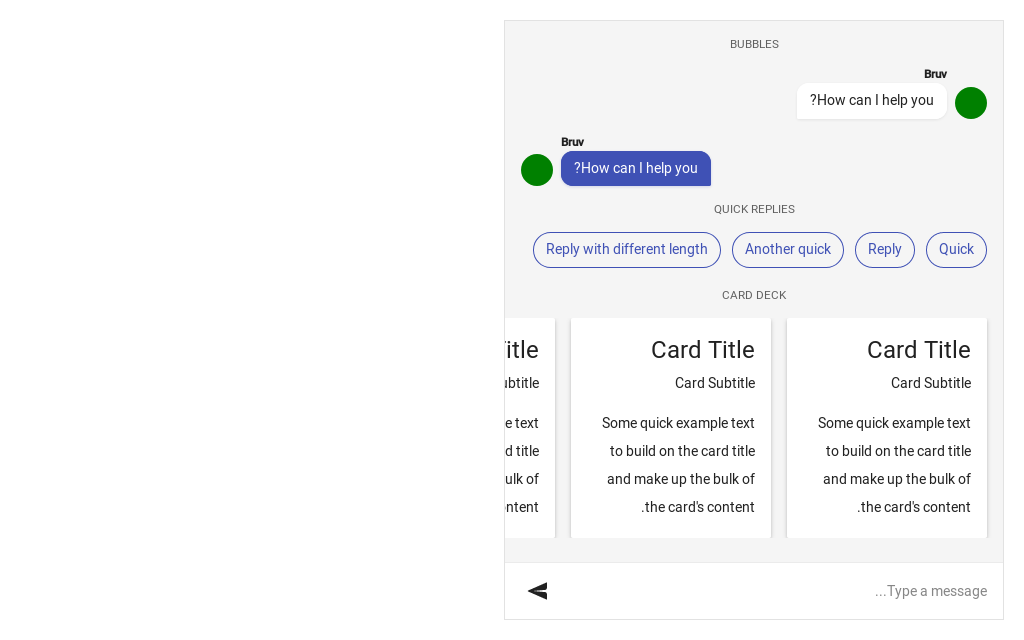 BUBBLES
Bruv
?How can I help you
Bruv
?How can I help you
QUICK REPLIES
Quick
Reply
Another quick
Reply with different length
CARD DECK
Card Title
Card Subtitle
Some quick example text
to build on the card title
and make up the bulk of
.the card's content
Card Title
Card Subtitle
Some quick example text
to build on the card title
and make up the bulk of
.the card's content
itle
btitle
e text
d title
ulk of
ntent
...Type a message